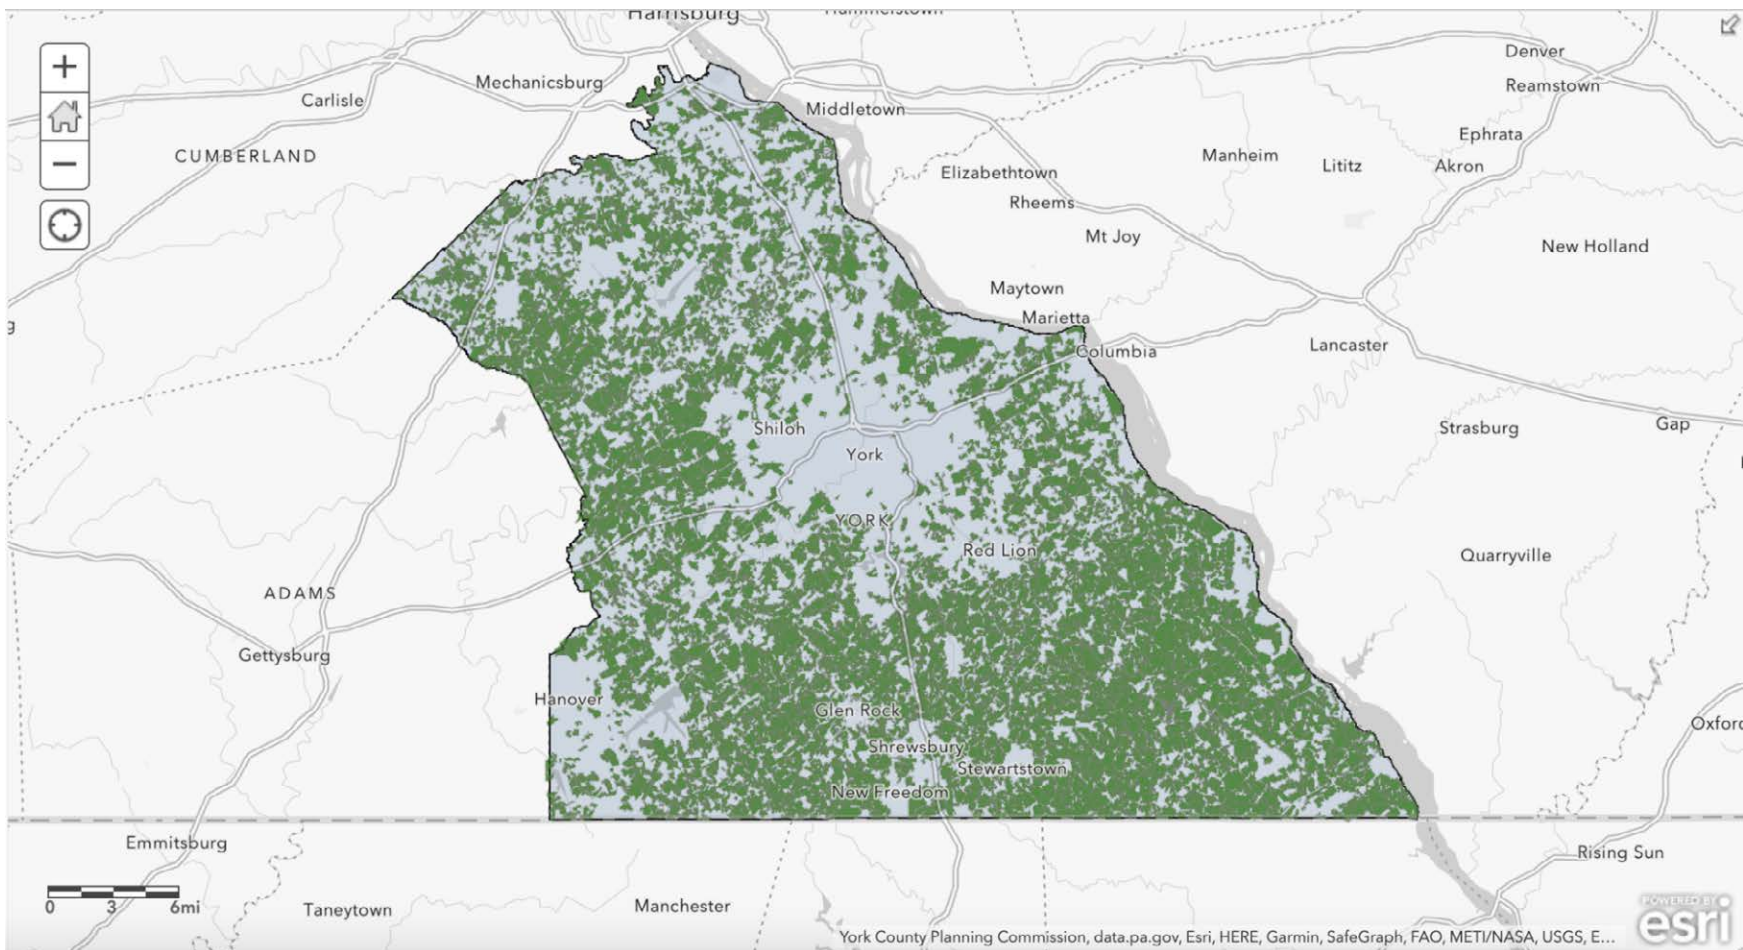 Harrisburg
Hummelstown
Denver
Mechanicsburg
Reamstown
Carlisle
Middletown
Ephrata
CUMBERLAND
Manheim
Lititz
Akron
Elizabethtown
Rheems
Mt Joy
New Holland
Maytown
Marietta
Columbia
Lancaster
Shiloh
Strasburg
Gap
York
YORK
Red Lion
Quarryville
ADAMS
Gettysburg
Hanover
Glen Rock
Oxford
Shrewsbury
Stewartstown
New Freedom
Emmitsburg
Rising Sun
0 3 6mi
Taneytown
Manchester
POWERED BY
esri
York County Planning Commission, data.pa.gov, Esri, HERE, Garmin, SafeGraph, FAO, METI/NASA, USGS, E...